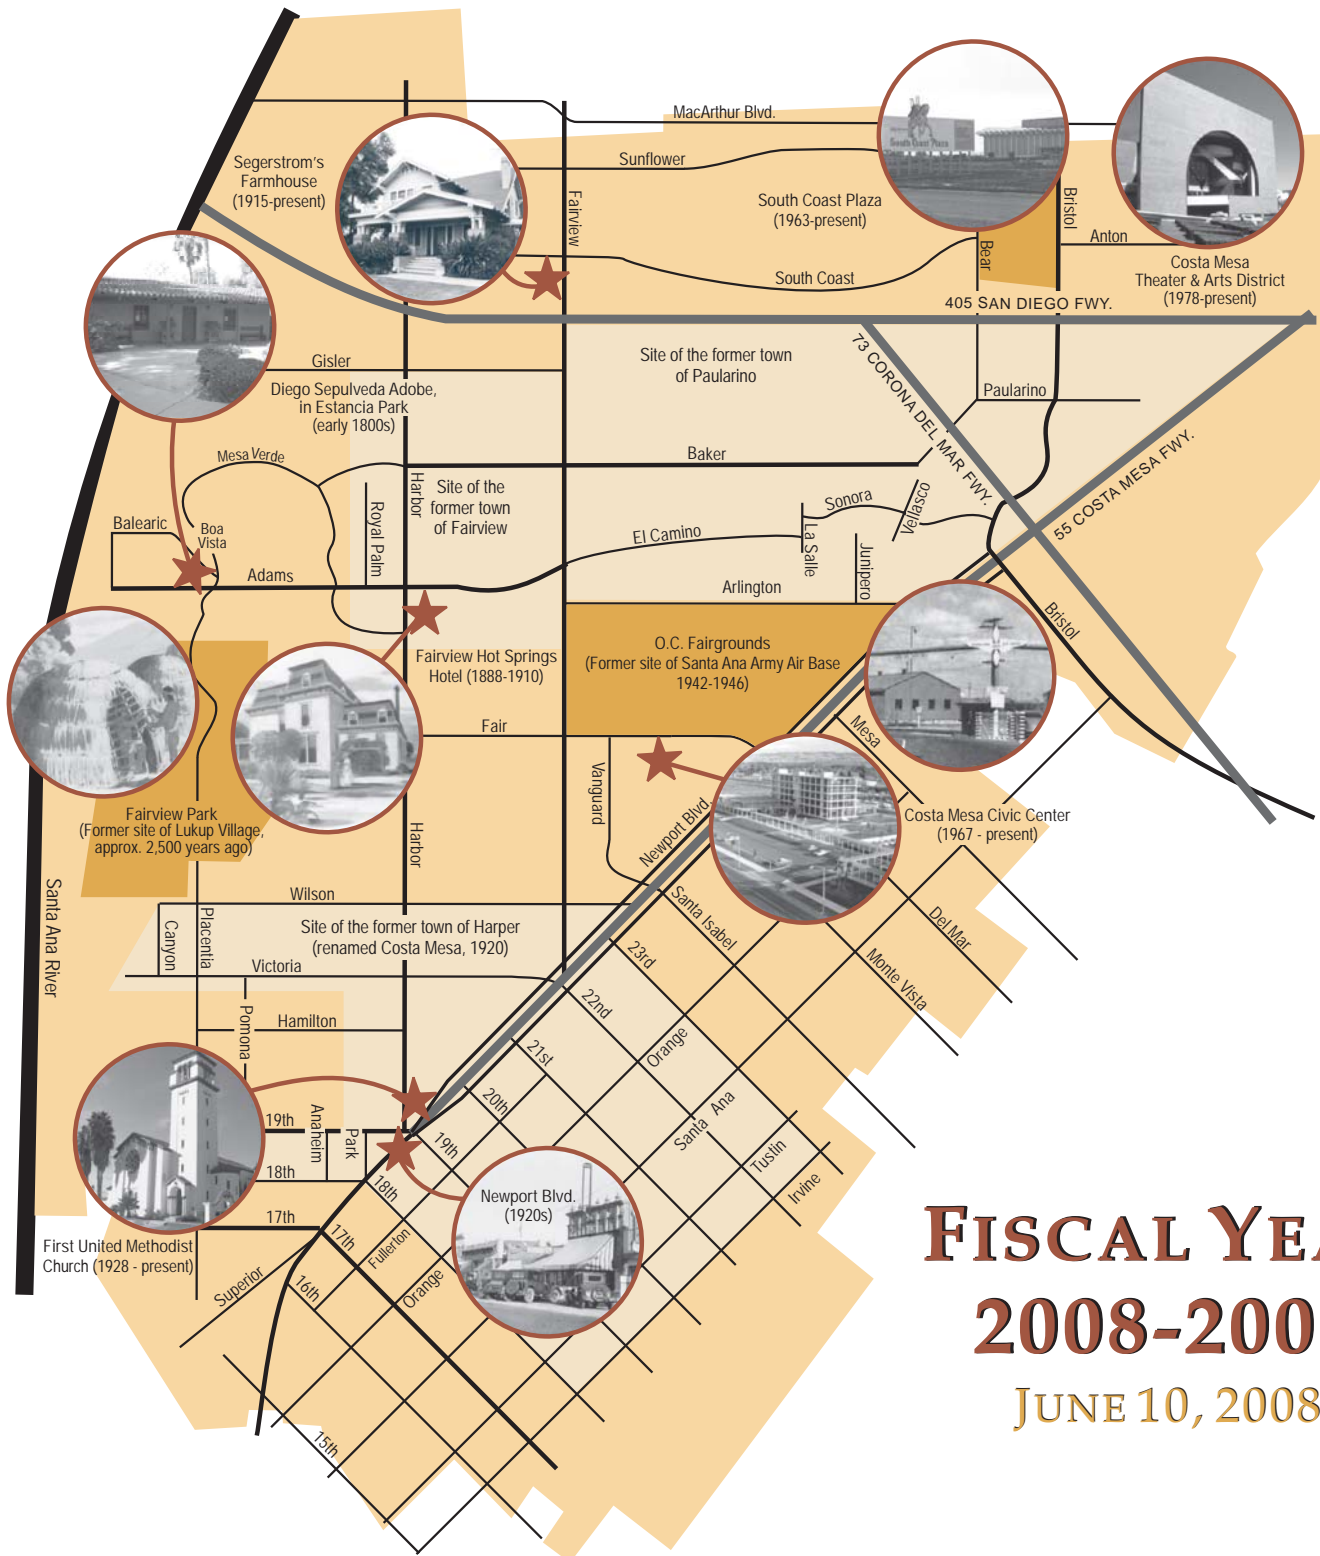 MacArthur Blvd.
Segerstrom's
Farmhouse
(1915-present)
Sunflower
Fairview
South Coast Plaza
(1963-present)
South Coast Plaza
Bristol
Anton
Bear
South Coast
Costa Mesa
Theater & Arts District
(1978-present)
405 SAN DIEGO FWY.
Gisler
Diego Sepulveda Adobe,
in Estancia Park
(early 1800s)
Site of the former town
of Paularino
73 CORONA DEL MAR FWY.
Paularino
Mesa Verde
Baker
55 COSTA MESA FWY.
Harbor
Site of the
former town
of Fairview
Royal Palm
Balearic
Boa
Vista
Adams
El Camino
La Salle
Sonora
Vellasco
Junipero
Arlington
Bristol
Fairview Hot Springs
Hotel (1888-1910)
O.C. Fairgrounds
(Former site of Santa Ana Army Air Base
1942-1946)
Fair
Mesa
Vanguard
Newport Blvd.
Costa Mesa Civic Center
(1967 - present)
Fairview Park
(Former site of Lukup Village,
approx. 2,500 years ago)
Harbor
Santa Ana River
Wilson
Canyon
Placentia
Site of the former town of Harper
(renamed Costa Mesa, 1920)
Victoria
Santa Isabel
Del Mar
Monte Vista
23rd
22nd
Orange
21st
20th
Pomona
Hamilton
19th
Anaheim
Park
19th
Santa Ana
Tustin
Irvine
18th
18th
17th
17th
Newport Blvd.
(1920s)
First United Methodist
Church (1928 - present)
Superior
Fullerton
Orange
16th
15th
FISCAL YEA
2008-200
JUNE 10, 2008